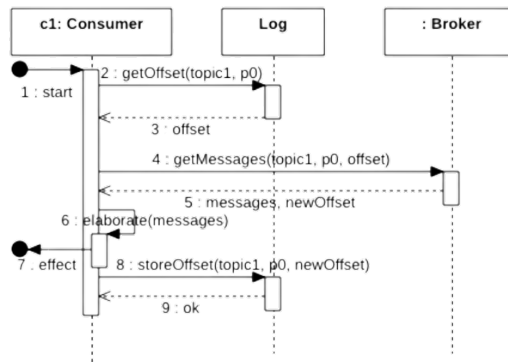 c1: Consumer
Log
: Broker
1 : start
2 : getOffset(topic1, p0)
3 : offset
4 : getMessages(topic1, p0, offset)
5 : messages, newOffset
6 : elaborate(messages)
7 : effect
8 : storeOffset(topic1, p0, newOffset)
9 : ok